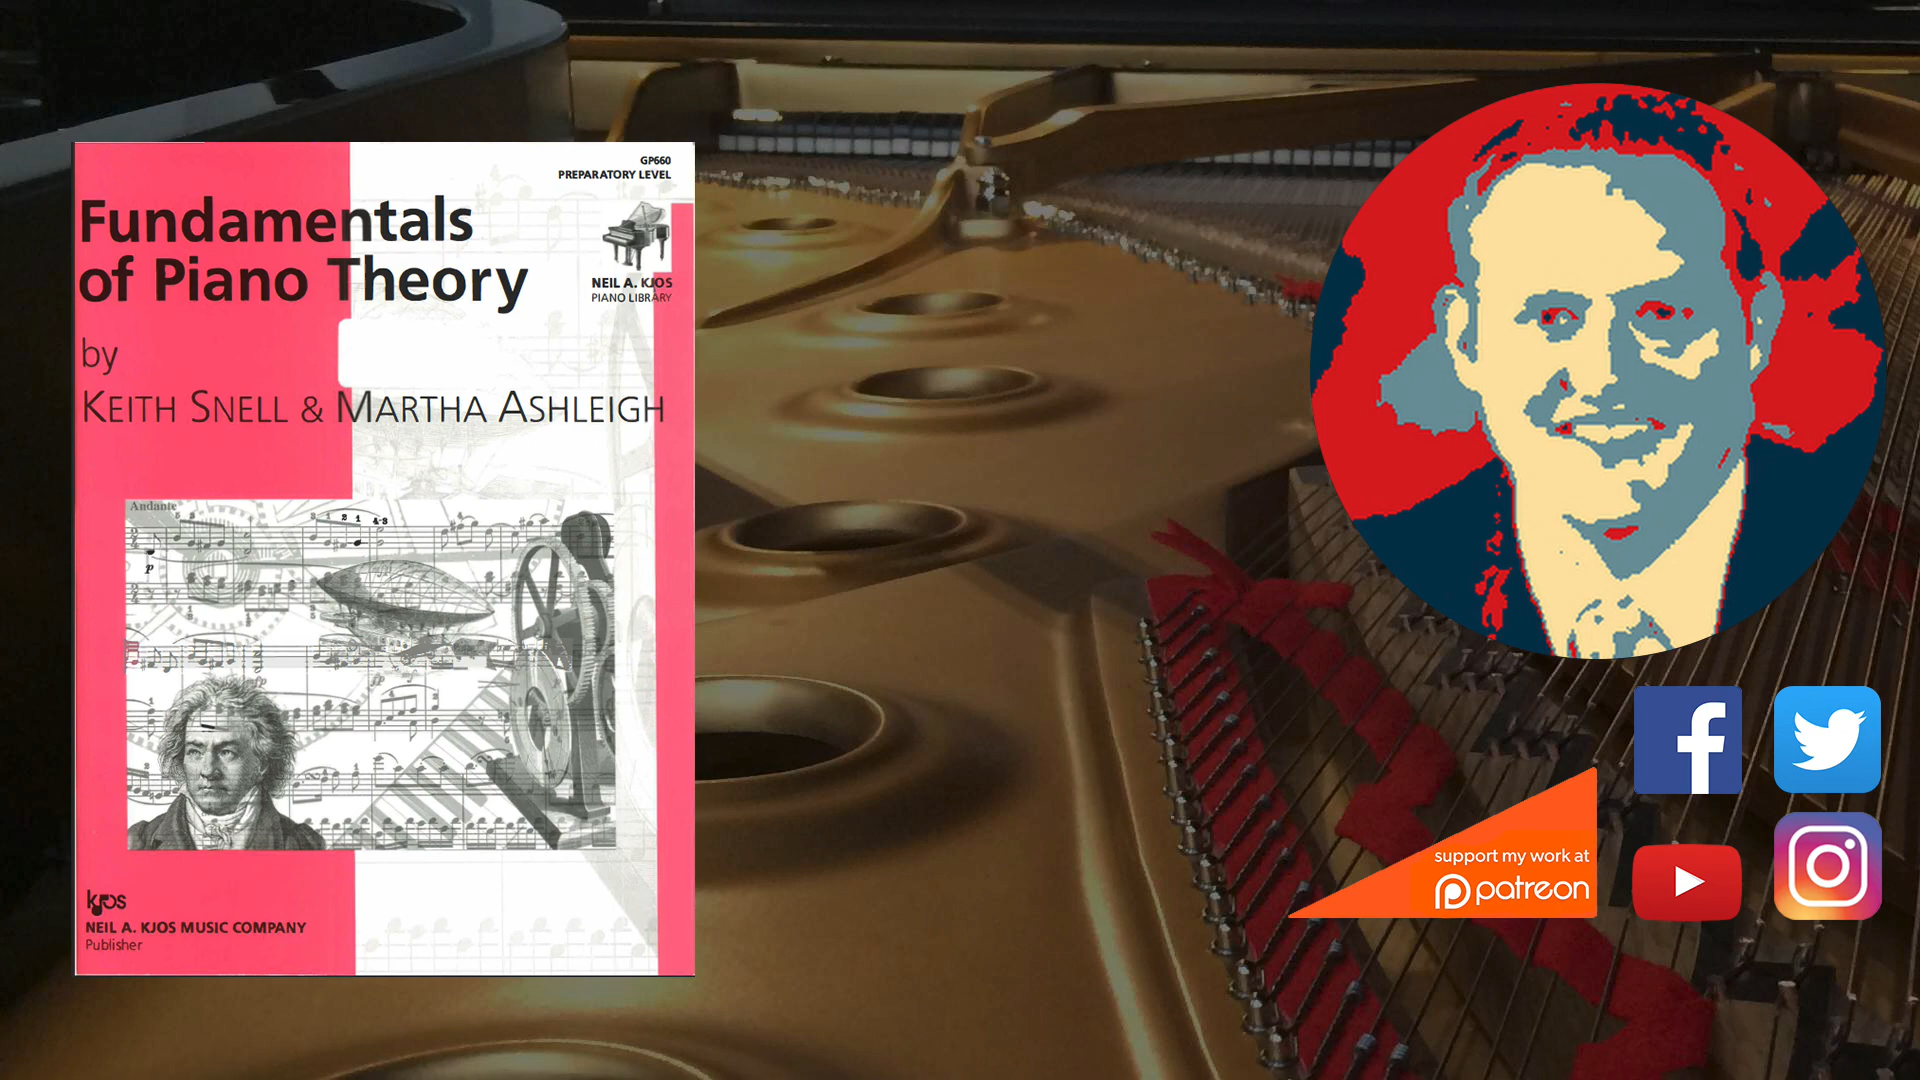 GP660
PREPARATORY LEVEL
Fundamentals
of Piano Theory
NEIL A. KJOS
PIANO LIBRARY
by
KEITH SNELL & MARTHA ASHLEIGH
Andante
kjos
NEIL A. KJOS MUSIC COMPANY
Publisher
support my work at
patreon